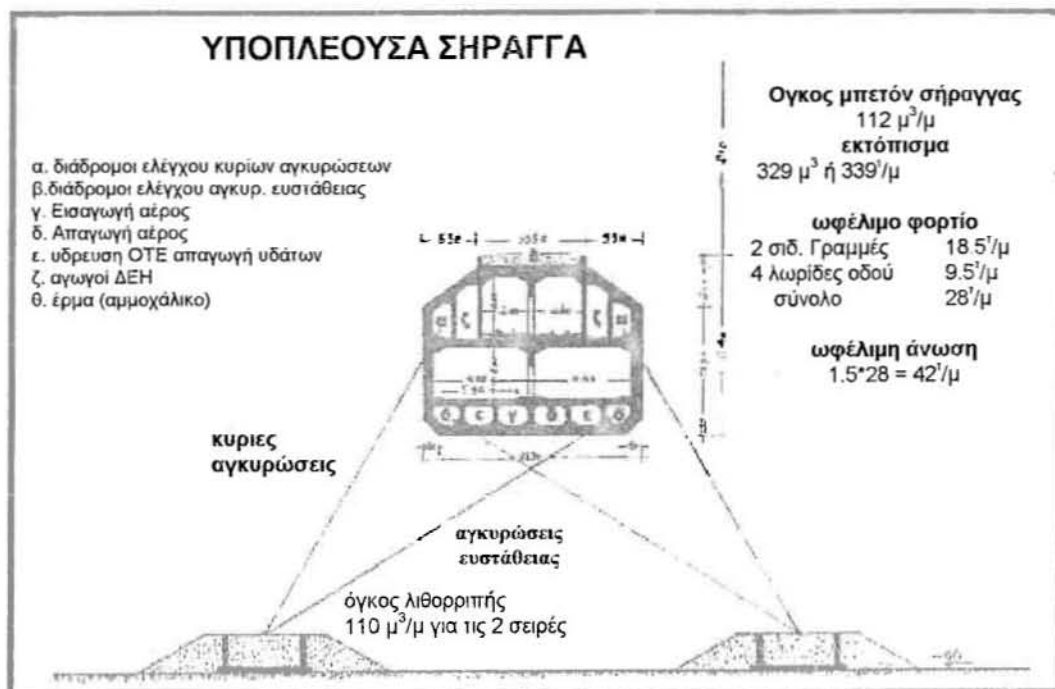 ΥΠΟΠΛΕΟΥΣΑ ΣΗΡΑΓΓΑ
α. διάδρομοι ελέγχου κυρίων αγκυρώσεων
β.διάδρομοι ελέγχου αγκυρ. ευστάθειας
γ. Εισαγωγή αέρος
δ. Απαγωγή αέρος
ε. υδρευση ΟΤΕ απαγωγή υδάτων
ζ. αγωγοί ΔΕΗ
θ. έρμα (αμμοχάλικο)
Ογκος μπετόν σήραγγας
112 μ³/μ
εκτόπισμα
329 μ³ ή 339ᵗ/μ
ωφέλιμο φορτίο
2 σιδ. Γραμμές 18.5ᵗ/μ
4 λωρίδες οδού 9.5ᵗ/μ
σύνολο 28ᵗ/μ
ωφέλιμη άνωση
1.5*28 = 42ᵗ/μ
α ζ ζ α
ε γ δ ε
κυριες
αγκυρώσεις
αγκυρώσεις
ευστάθειας
όγκος λιθορριπής
110 μ³/μ για τις 2 σειρές